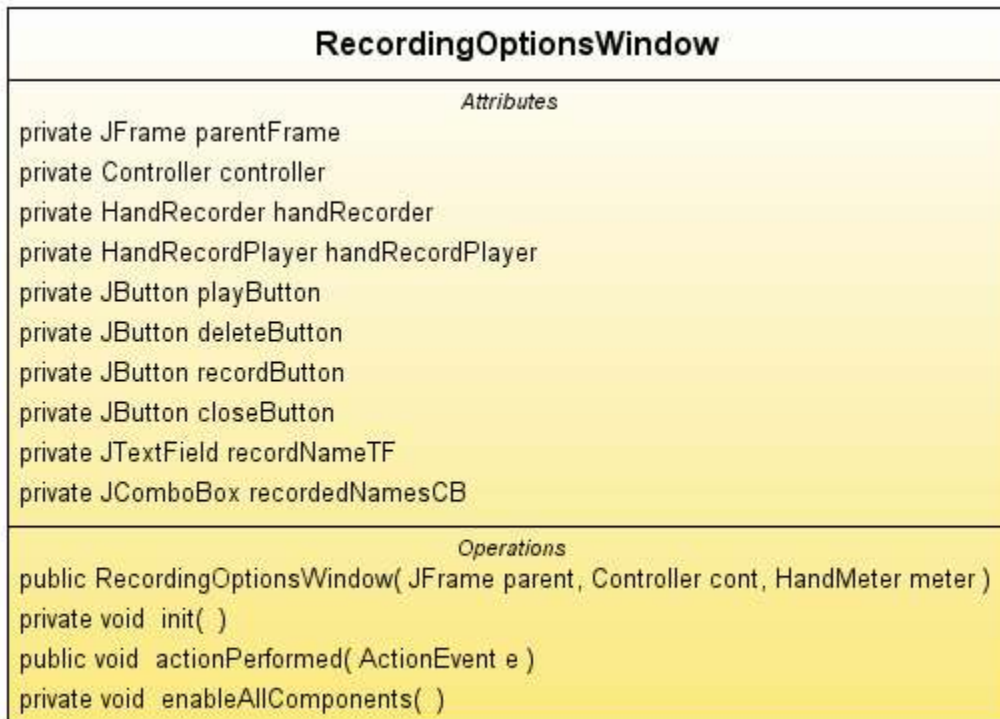 RecordingOptionsWindow
Attributes
private JFrame parentFrame
private Controller controller
private HandRecorder handRecorder
private HandRecordPlayer handRecordPlayer
private JButton playButton
private JButton deleteButton
private JButton recordButton
private JButton closeButton
private JTextField recordNameTF
private JComboBox recordedNamesCB
Operations
public RecordingOptionsWindow( JFrame parent, Controller cont, HandMeter meter )
private void init( )
public void actionPerformed( ActionEvent e )
private void enableAllComponents( )